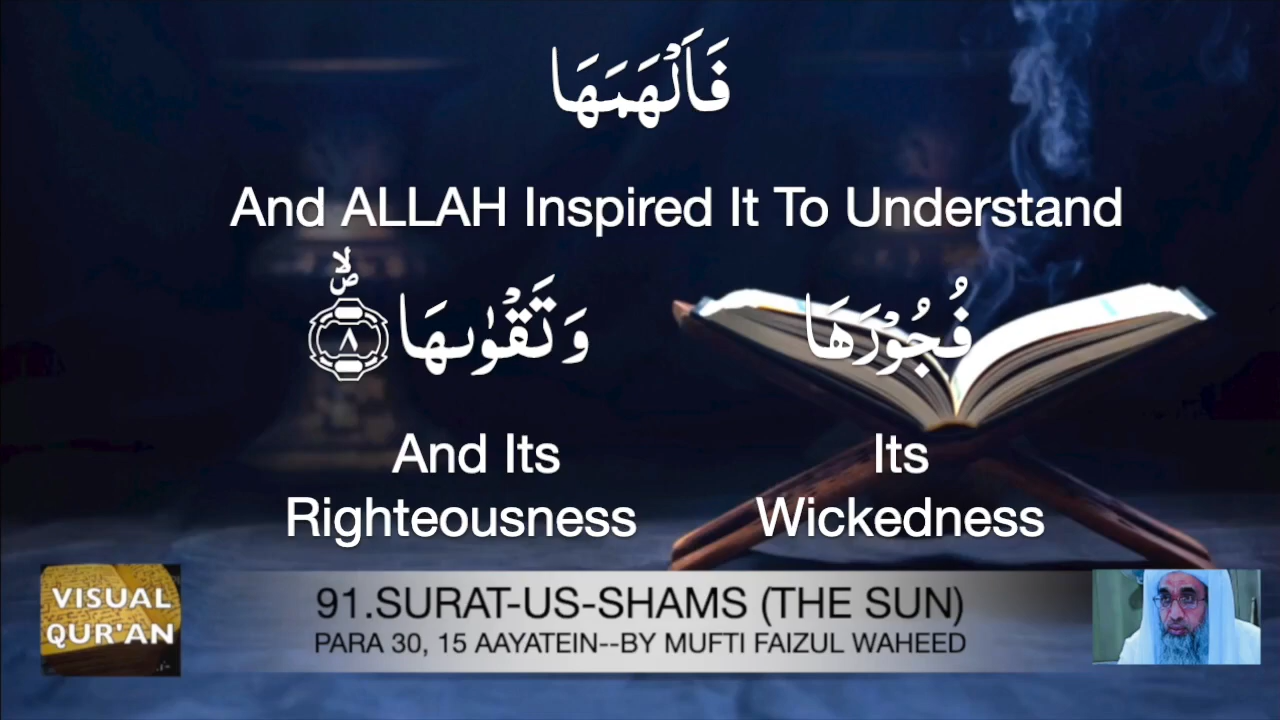 فَاَلۡهَمَهَا
And ALLAH Inspired It To Understand
فُجُوۡرَهَا وَتَقۡوٰٮهَا ۙ‏ۖ ۝٨
Its
Wickedness
And Its
Righteousness
VISUAL
QUR'AN
91.SURAT-US-SHAMS (THE SUN)
PARA 30, 15 AAYATEIN--BY MUFTI FAIZUL WAHEED